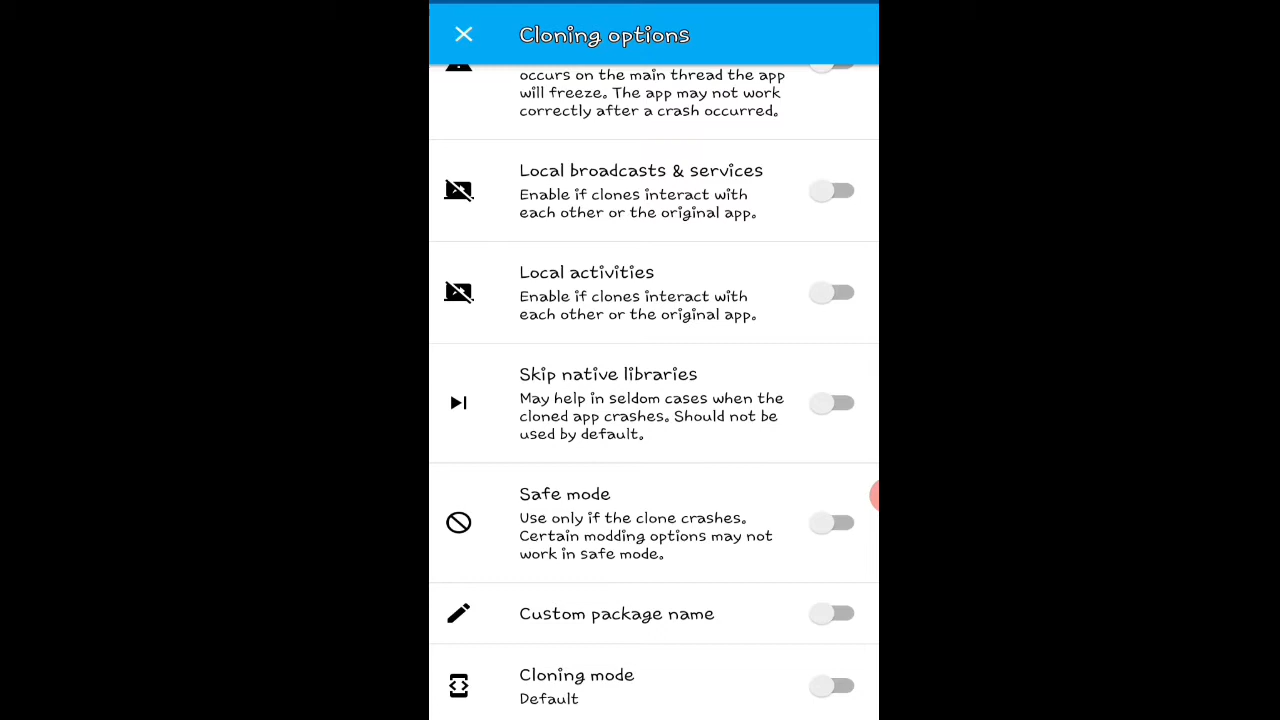 Cloning options
occurs on the main thread the app
will freeze. The app may not work
correctly after a crash occurred.
Local broadcasts & services
Enable if clones interact with
each other or the original app.
Local activities
Enable if clones interact with
each other or the original app.
Skip native libraries
May help in seldom cases when the
cloned app crashes. Should not be
used by default.
Safe mode
Use only if the clone crashes.
Certain modding options may not
work in safe mode.
Custom package name
Cloning mode
Default